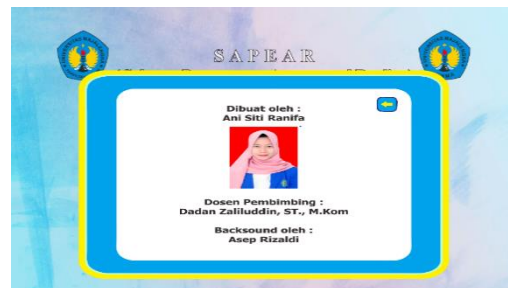 SAPEAR
Dibuat oleh :
Ani Siti Ranifa
Dosen Pembimbing :
Dadan Zaliluddin, ST., M.Kom
Backsound oleh :
Asep Rizaldi